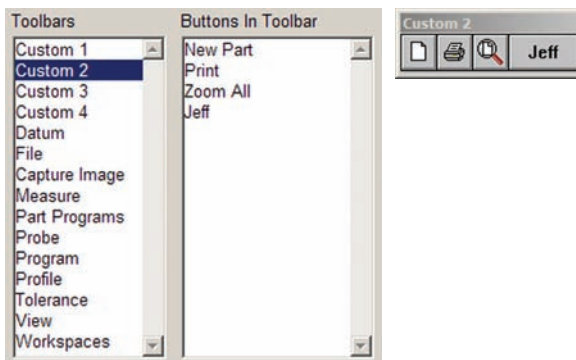 Toolbars
Custom 1
Custom 2
Custom 3
Custom 4
Datum
File
Capture Image
Measure
Part Programs
Probe
Program
Profile
Tolerance
View
Workspaces
Buttons In Toolbar
New Part
Print
Zoom All
Jeff
Custom 2
Jeff